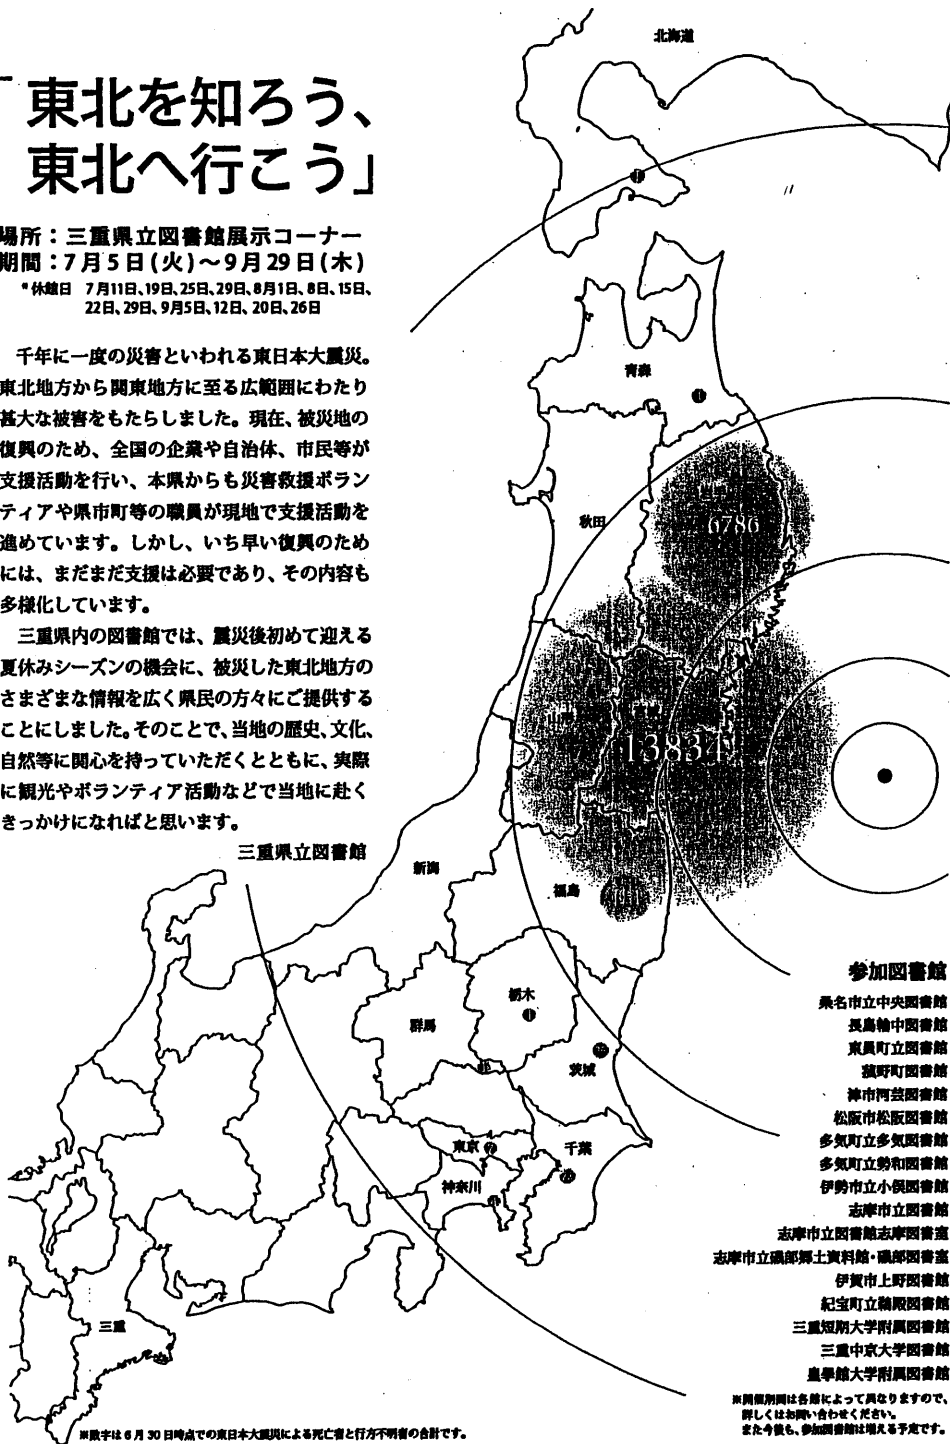 「東北を知ろう、
東北へ行こう」
場所：三重県立図書館展示コーナー
期間：7月5日(火)～9月29日(木)
*休館日　7月11日、19日、25日、29日、8月1日、8日、15日、
22日、29日、9月5日、12日、20日、26日
千年に一度の災害といわれる東日本大震災。
東北地方から関東地方に至る広範囲にわたり
甚大な被害をもたらしました。現在、被災地の
復興のため、全国の企業や自治体、市民等が
支援活動を行い、本県からも災害救援ボラン
ティアや県市町等の職員が現地で支援活動を
進めています。しかし、いち早い復興のため
には、まだまだ支援は必要であり、その内容も
多様化しています。
三重県内の図書館では、震災後初めて迎える
夏休みシーズンの機会に、被災した東北地方の
さまざまな情報を広く県民の方々にご提供する
ことにしました。そのことで、当地の歴史、文化、
自然等に関心を持っていただくとともに、実際
に観光やボランティア活動などで当地に赴く
きっかけになればと思います。
三重県立図書館
北海道
青森
秋田
6786
山形
宮城
福島
新潟
栃木
群馬
茨城
東京
千葉
神奈川
三重
参加図書館
桑名市立中央図書館
長島輪中図書館
東員町立図書館
菰野町図書館
津市河芸図書館
松阪市松阪図書館
多気町立多気図書館
多気町立勢和図書館
伊勢市立小俣図書館
志摩市立図書館
志摩市立図書館志摩図書室
志摩市立磯部郷土資料館・磯部図書室
伊賀市上野図書館
紀宝町立鵜殿図書館
三重短期大学附属図書館
三重中京大学図書館
皇學館大学附属図書館
※開催期間は各館によって異なりますので、
詳しくはお問い合わせください。
また今後も、参加図書館は増える予定です。
※数字は6月30日時点での東日本大震災による死亡者と行方不明者の合計です。